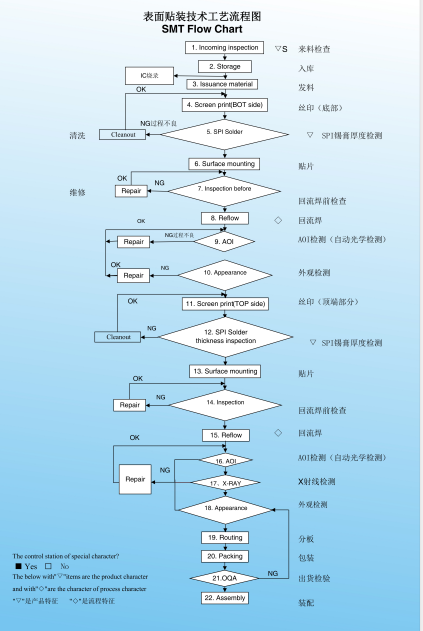 表面贴装技术工艺流程图
SMT Flow Chart
1. Incoming inspection ▽S 来料检查
2. Storage 入库
IC烧录
3. Issuance material 发料
OK
4. Screen print(BOT side) 丝印（底部）
NG过程不良
清洗 Cleanout 5. SPI Solder ▽ SPI锡膏厚度检测
6. Surface mounting 贴片
OK
NG
维修 Repair 7. Inspection before 回流焊前检查
OK 8. Reflow ◇ 回流焊
NG过程不良
Repair 9. AOI AOI检测（自动光学检测）
OK NG
Repair 10. Appearance 外观检测
OK 11. Screen print(TOP side) 丝印（顶端部分）
NG
Cleanout 12. SPI Solder
thickness inspection ▽ SPI锡膏厚度检测
13. Surface mounting 贴片
OK
NG
Repair 14. Inspection 回流焊前检查
OK 15. Reflow ◇ 回流焊
16. AOI AOI检测（自动光学检测）
NG
Repair 17、X-RAY X射线检测
18. Appearance 外观检测
19. Routing 分板
20. Packing 包装
NG
21.OQA 出货检验
22. Assembly 装配
The control station of special character?
■ Yes □ No
The below with"▽"items are the product character
and with"◇"are the character of process character
"▽"是产品特征 "◇"是流程特征